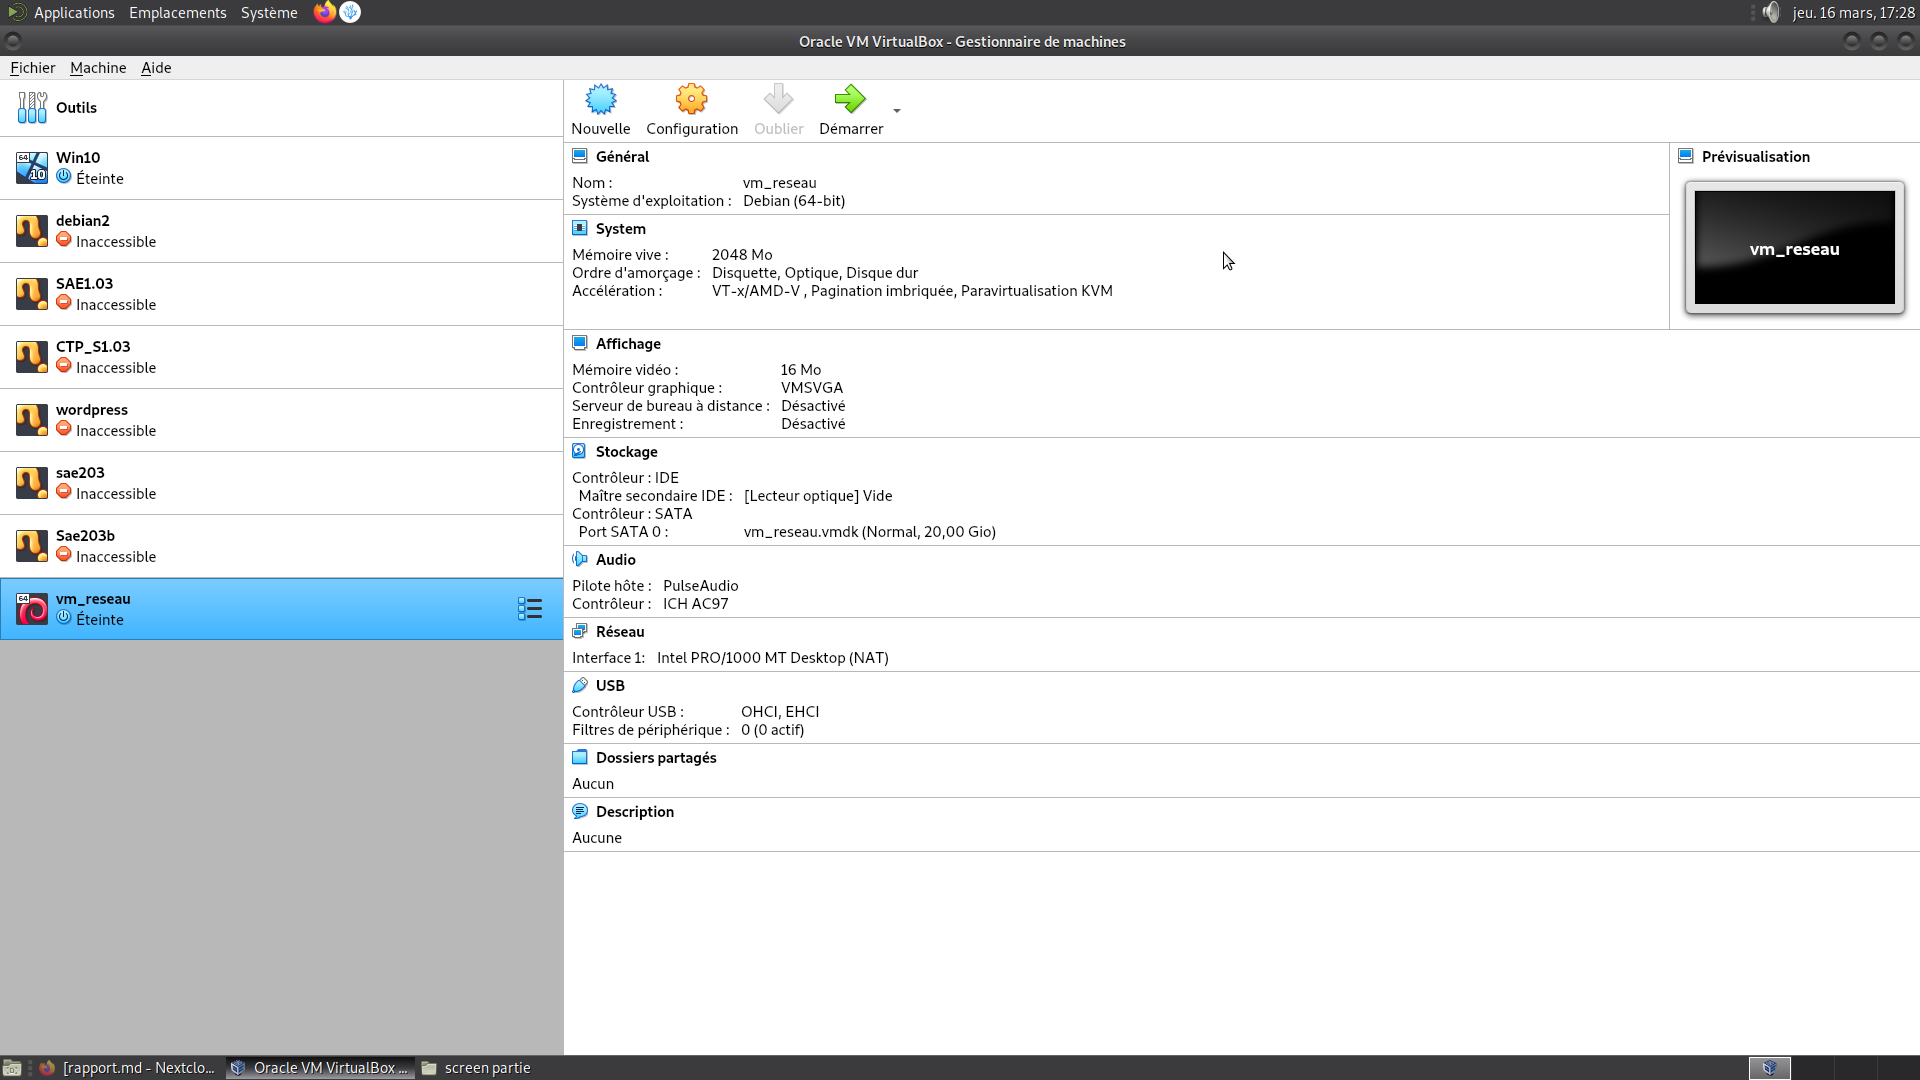 Applications Emplacements Système jeu. 16 mars, 17:28
Oracle VM VirtualBox - Gestionnaire de machines
Fichier Machine Aide
Outils
Win10
Éteinte
debian2
Inaccessible
SAE1.03
Inaccessible
CTP_S1.03
Inaccessible
wordpress
Inaccessible
sae203
Inaccessible
Sae203b
Inaccessible
vm_reseau
Éteinte
Nouvelle Configuration Oublier Démarrer
Général
Nom : vm_reseau
Système d'exploitation : Debian (64-bit)
System
Mémoire vive : 2048 Mo
Ordre d'amorçage : Disquette, Optique, Disque dur
Accélération : VT-x/AMD-V , Pagination imbriquée, Paravirtualisation KVM
Prévisualisation
vm_reseau
Affichage
Mémoire vidéo : 16 Mo
Contrôleur graphique : VMSVGA
Serveur de bureau à distance : Désactivé
Enregistrement : Désactivé
Stockage
Contrôleur : IDE
Maître secondaire IDE : [Lecteur optique] Vide
Contrôleur : SATA
Port SATA 0 : vm_reseau.vmdk (Normal, 20,00 Gio)
Audio
Pilote hôte : PulseAudio
Contrôleur : ICH AC97
Réseau
Interface 1: Intel PRO/1000 MT Desktop (NAT)
USB
Contrôleur USB : OHCI, EHCI
Filtres de périphérique : 0 (0 actif)
Dossiers partagés
Aucun
Description
Aucune
[rapport.md - Nextclo... Oracle VM VirtualBox ... screen partie